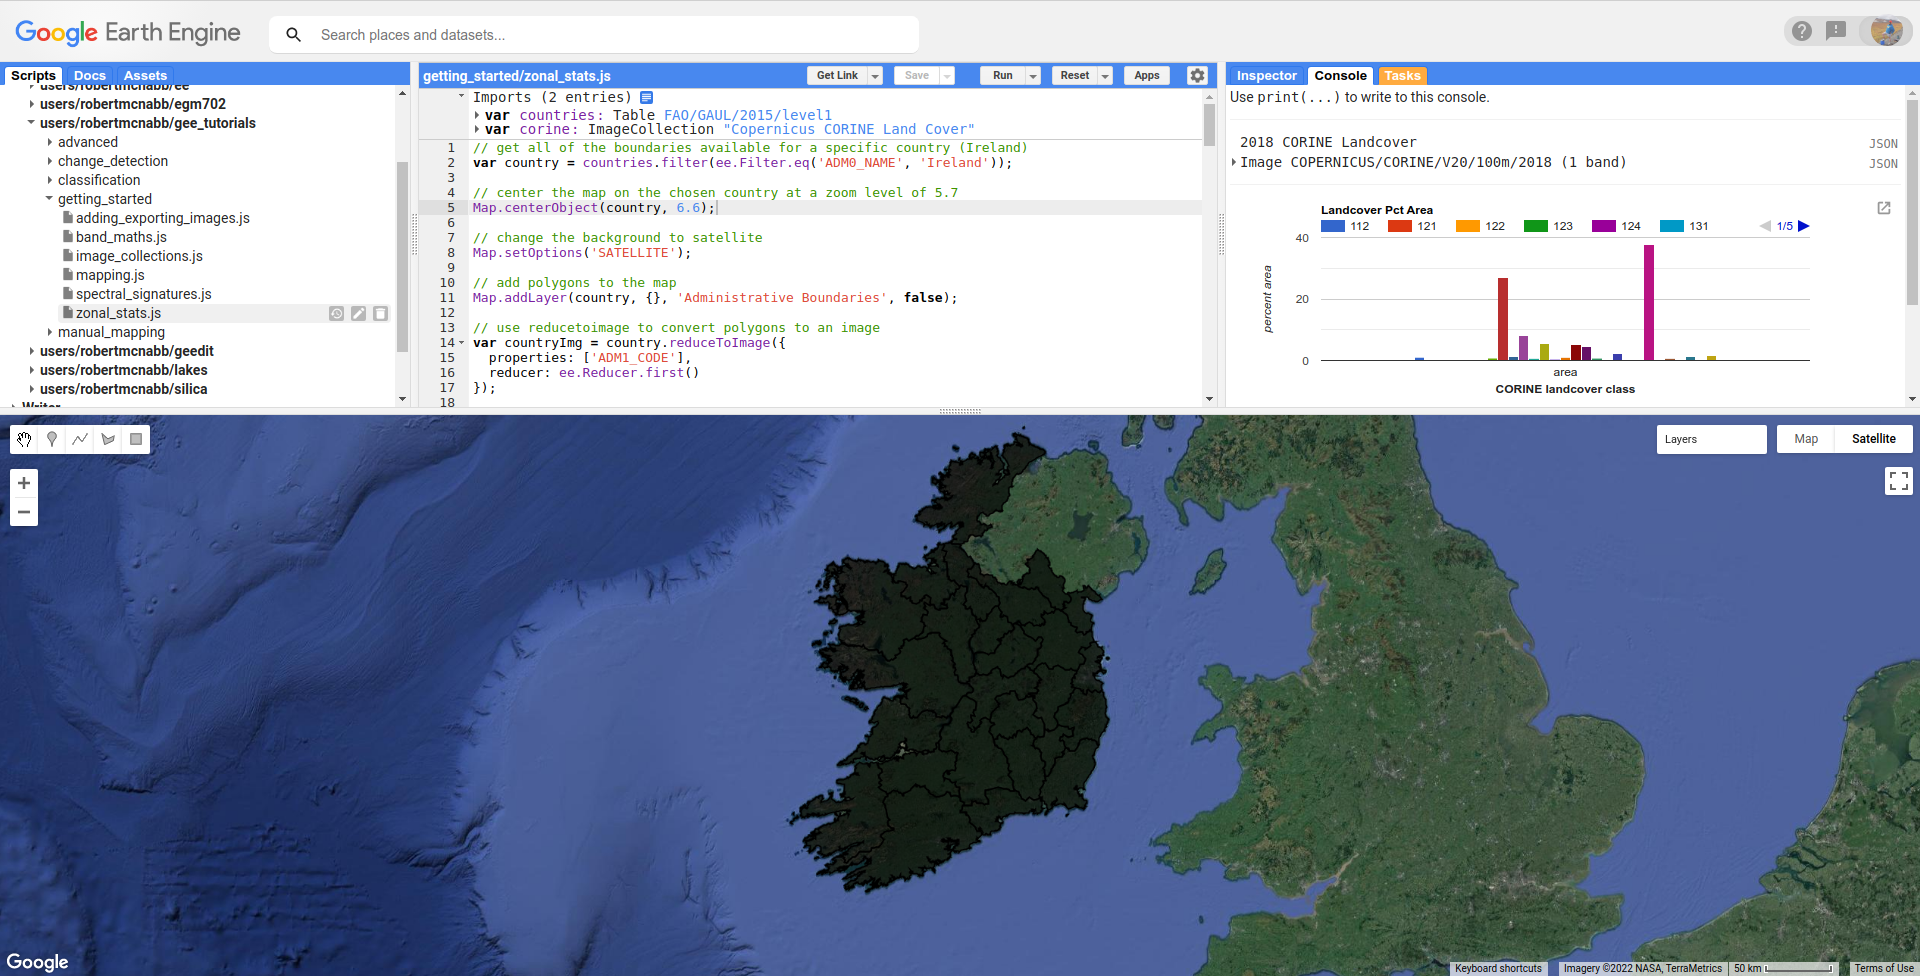 Google Earth Engine
Search places and datasets...
Scripts
Docs
Assets
users/robertmcnabb/ee
users/robertmcnabb/egm702
users/robertmcnabb/gee_tutorials
advanced
change_detection
classification
getting_started
adding_exporting_images.js
band_maths.js
image_collections.js
mapping.js
spectral_signatures.js
zonal_stats.js
manual_mapping
users/robertmcnabb/geedit
users/robertmcnabb/lakes
users/robertmcnabb/silica
Writer
getting_started/zonal_stats.js
Get Link
Save
Run
Reset
Apps
Imports (2 entries)
var countries: Table FAO/GAUL/2015/level1
var corine: ImageCollection "Copernicus CORINE Land Cover"
1 // get all of the boundaries available for a specific country (Ireland)
2 var country = countries.filter(ee.Filter.eq('ADM0_NAME', 'Ireland'));
3
4 // center the map on the chosen country at a zoom level of 5.7
5 Map.centerObject(country, 6.6);
6
7 // change the background to satellite
8 Map.setOptions('SATELLITE');
9
10 // add polygons to the map
11 Map.addLayer(country, {}, 'Administrative Boundaries', false);
12
13 // use reducetoimage to convert polygons to an image
14 var countryImg = country.reduceToImage({
15 properties: ['ADM1_CODE'],
16 reducer: ee.Reducer.first()
17 });
18
Inspector
Console
Tasks
Use print(...) to write to this console.
2018 CORINE Landcover
JSON
Image COPERNICUS/CORINE/V20/100m/2018 (1 band)
JSON
Landcover Pct Area
112 121 122 123 124 131
1/5
40
20
0
percent area
area
CORINE landcover class
Layers
Map
Satellite
Google
Keyboard shortcuts
Imagery ©2022 NASA, TerraMetrics
50 km
Terms of Use